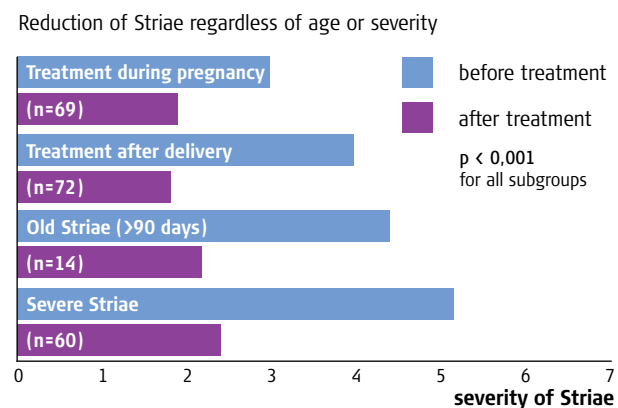 Reduction of Striae regardless of age or severity
Treatment during pregnancy
(n=69)
Treatment after delivery
(n=72)
Old Striae (>90 days)
(n=14)
Severe Striae
(n=60)
before treatment
after treatment
p < 0,001
for all subgroups
0 1 2 3 4 5 6 7
severity of Striae